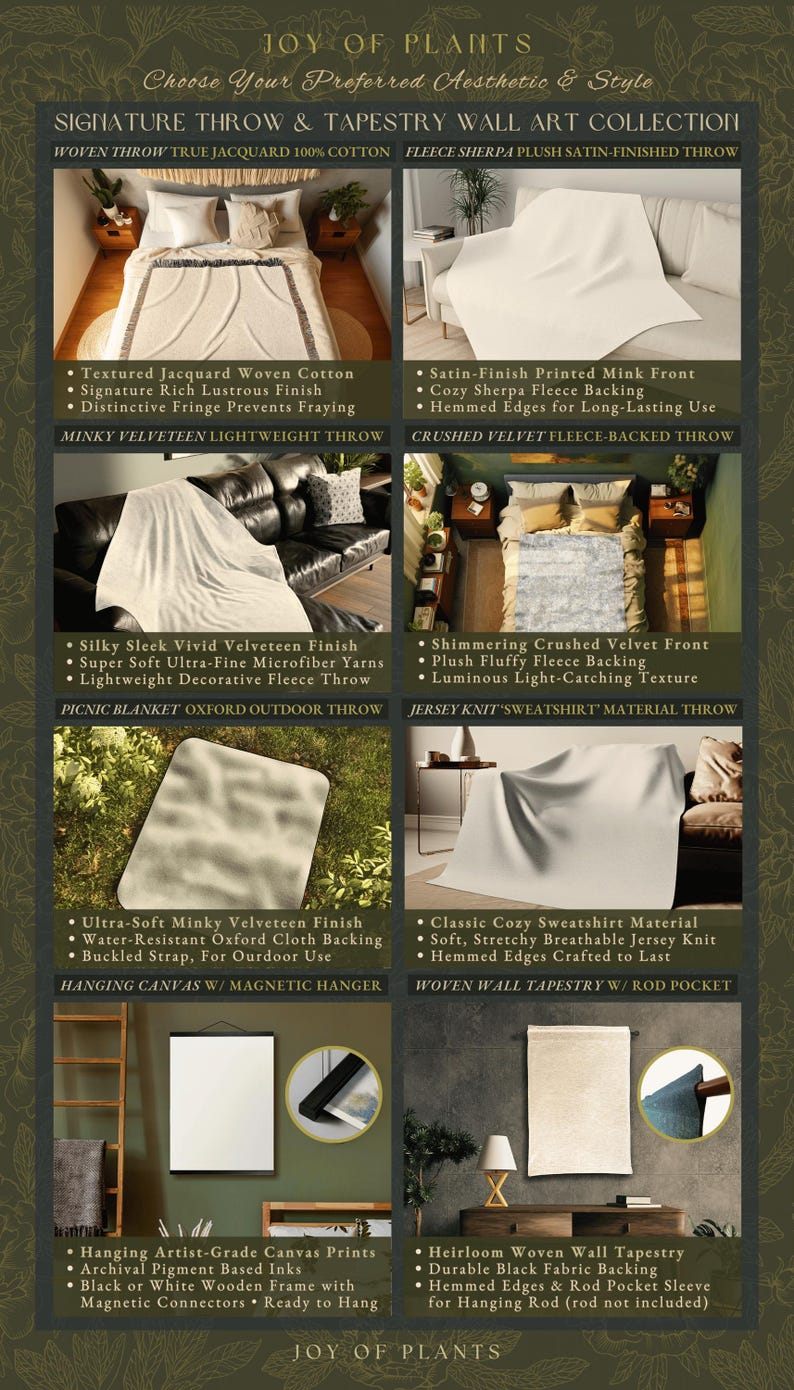 JOY OF PLANTS
Choose Your Preferred Aesthetic & Style
SIGNATURE THROW & TAPESTRY WALL ART COLLECTION
WOVEN THROW TRUE JACQUARD 100% COTTON
• Textured Jacquard Woven Cotton
• Signature Rich Lustrous Finish
• Distinctive Fringe Prevents Fraying
FLEECE SHERPA PLUSH SATIN-FINISHED THROW
• Satin-Finish Printed Mink Front
• Cozy Sherpa Fleece Backing
• Hemmed Edges for Long-Lasting Use
MINKY VELVETEEN LIGHTWEIGHT THROW
• Silky Sleek Vivid Velveteen Finish
• Super Soft Ultra-Fine Microfiber Yarns
• Lightweight Decorative Fleece Throw
CRUSHED VELVET FLEECE-BACKED THROW
• Shimmering Crushed Velvet Front
• Plush Fluffy Fleece Backing
• Luminous Light-Catching Texture
PICNIC BLANKET OXFORD OUTDOOR THROW
• Ultra-Soft Minky Velveteen Finish
• Water-Resistant Oxford Cloth Backing
• Buckled Strap, For Ourdoor Use
JERSEY KNIT 'SWEATSHIRT' MATERIAL THROW
• Classic Cozy Sweatshirt Material
• Soft, Stretchy Breathable Jersey Knit
• Hemmed Edges Crafted to Last
HANGING CANVAS W/ MAGNETIC HANGER
• Hanging Artist-Grade Canvas Prints
• Archival Pigment Based Inks
• Black or White Wooden Frame with
Magnetic Connectors • Ready to Hang
WOVEN WALL TAPESTRY W/ ROD POCKET
• Heirloom Woven Wall Tapestry
• Durable Black Fabric Backing
• Hemmed Edges & Rod Pocket Sleeve
for Hanging Rod (rod not included)
JOY OF PLANTS